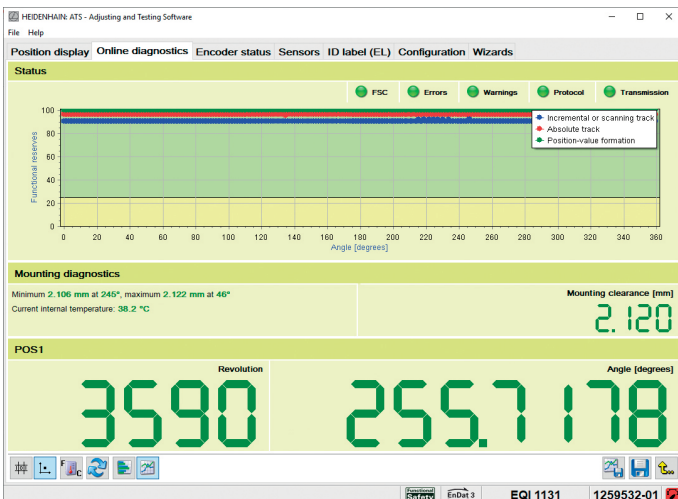 HEIDENHAIN: ATS - Adjusting and Testing Software
File Help
Position display Online diagnostics Encoder status Sensors ID label (EL) Configuration Wizards
Status
FSC Errors Warnings Protocol Transmission
Functional reserves
100
80
60
40
20
0
Incremental or scanning track
Absolute track
Position-value formation
0 20 40 60 80 100 120 140 160 180 200 220 240 260 280 300 320 340 360
Angle [degrees]
Mounting diagnostics
Minimum 2.106 mm at 245°, maximum 2.122 mm at 46°
Current internal temperature: 38.2 °C
Mounting clearance [mm]
2.120
POS1
Revolution
3590
Angle [degrees]
255.7178
F C
Functional Safety EnDat 3 EQI 1131 1259532-01